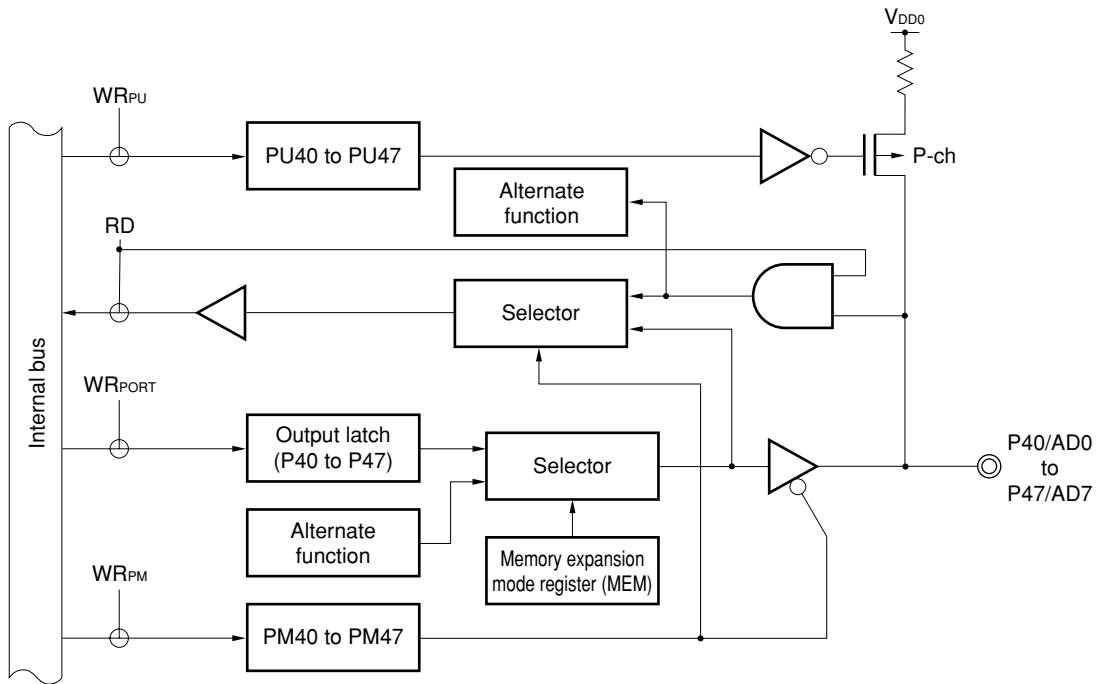 VDD0
WRPU
PU40 to PU47
P-ch
Alternate
function
RD
Selector
Internal bus
WRPORT
Output latch
(P40 to P47)
Selector
P40/AD0
to
P47/AD7
Alternate
function
Memory expansion
mode register (MEM)
WRPM
PM40 to PM47